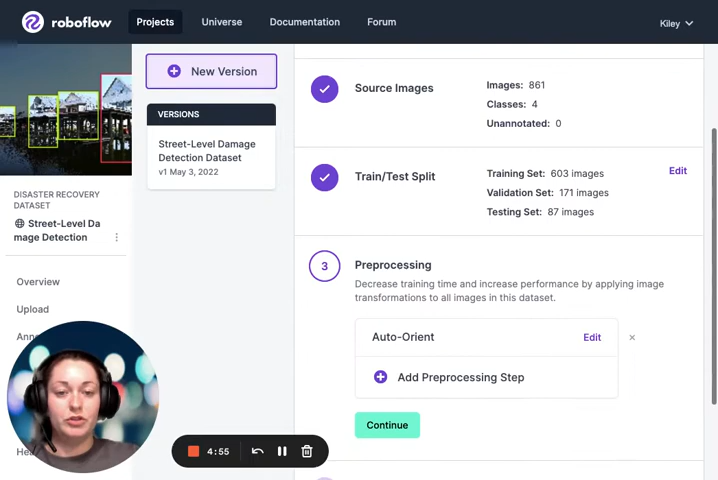 roboflow
Projects
Universe
Documentation
Forum
Kiley
New Version
VERSIONS
Street-Level Damage
Detection Dataset
v1 May 3, 2022
DISASTER RECOVERY
DATASET
Street-Level Da
mage Detection
Overview
Upload
Source Images
Images: 861
Classes: 4
Unannotated: 0
Train/Test Split
Training Set: 603 images
Validation Set: 171 images
Testing Set: 87 images
Edit
3
Preprocessing
Decrease training time and increase performance by applying image
transformations to all images in this dataset.
Auto-Orient
Edit
×
Add Preprocessing Step
Continue
4:55